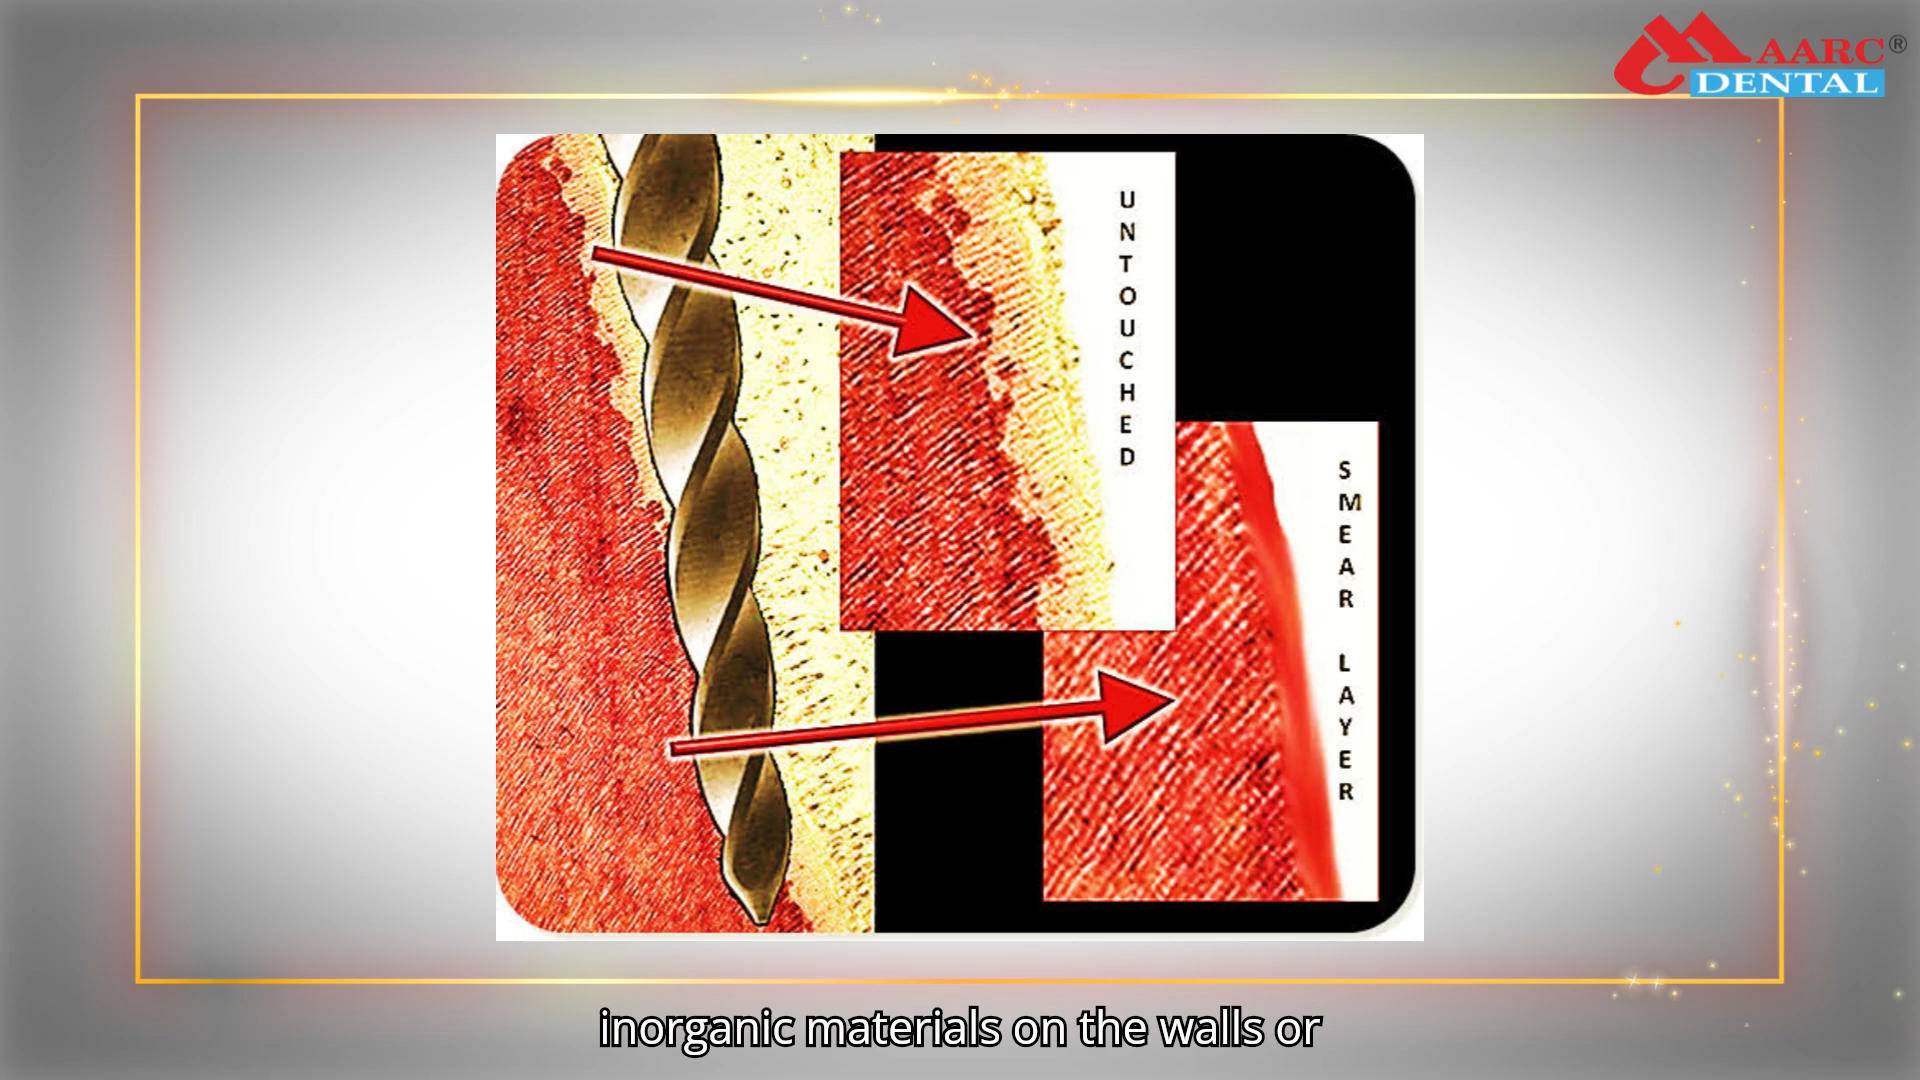 AARC®
DENTAL
UNTOUCHED
SMEAR LAYER
inorganic materials on the walls or